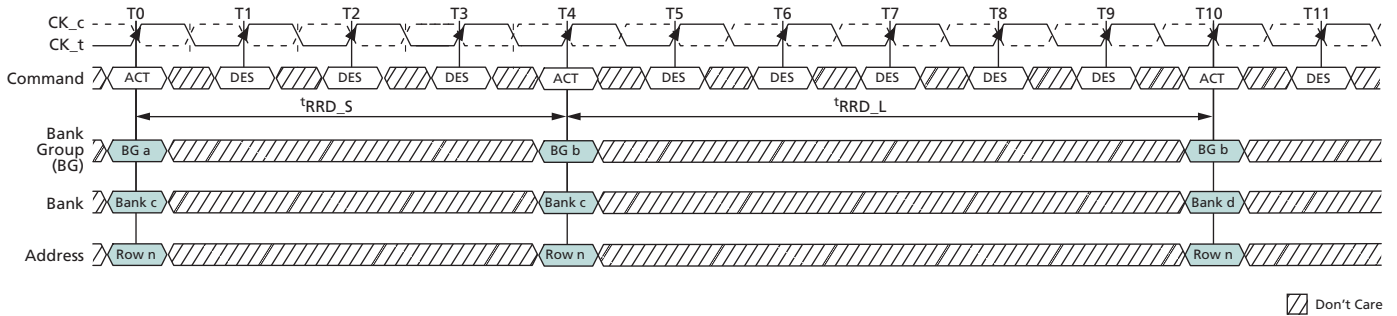 T0 T1 T2 T3 T4 T5 T6 T7 T8 T9 T10 T11
CK_c
CK_t
Command ACT DES DES DES ACT DES DES DES DES DES ACT DES
tRRD_S tRRD_L
Bank
Group
(BG)
BG a BG b BG b
Bank Bank c Bank c Bank d
Address Row n Row n Row n
Don't Care